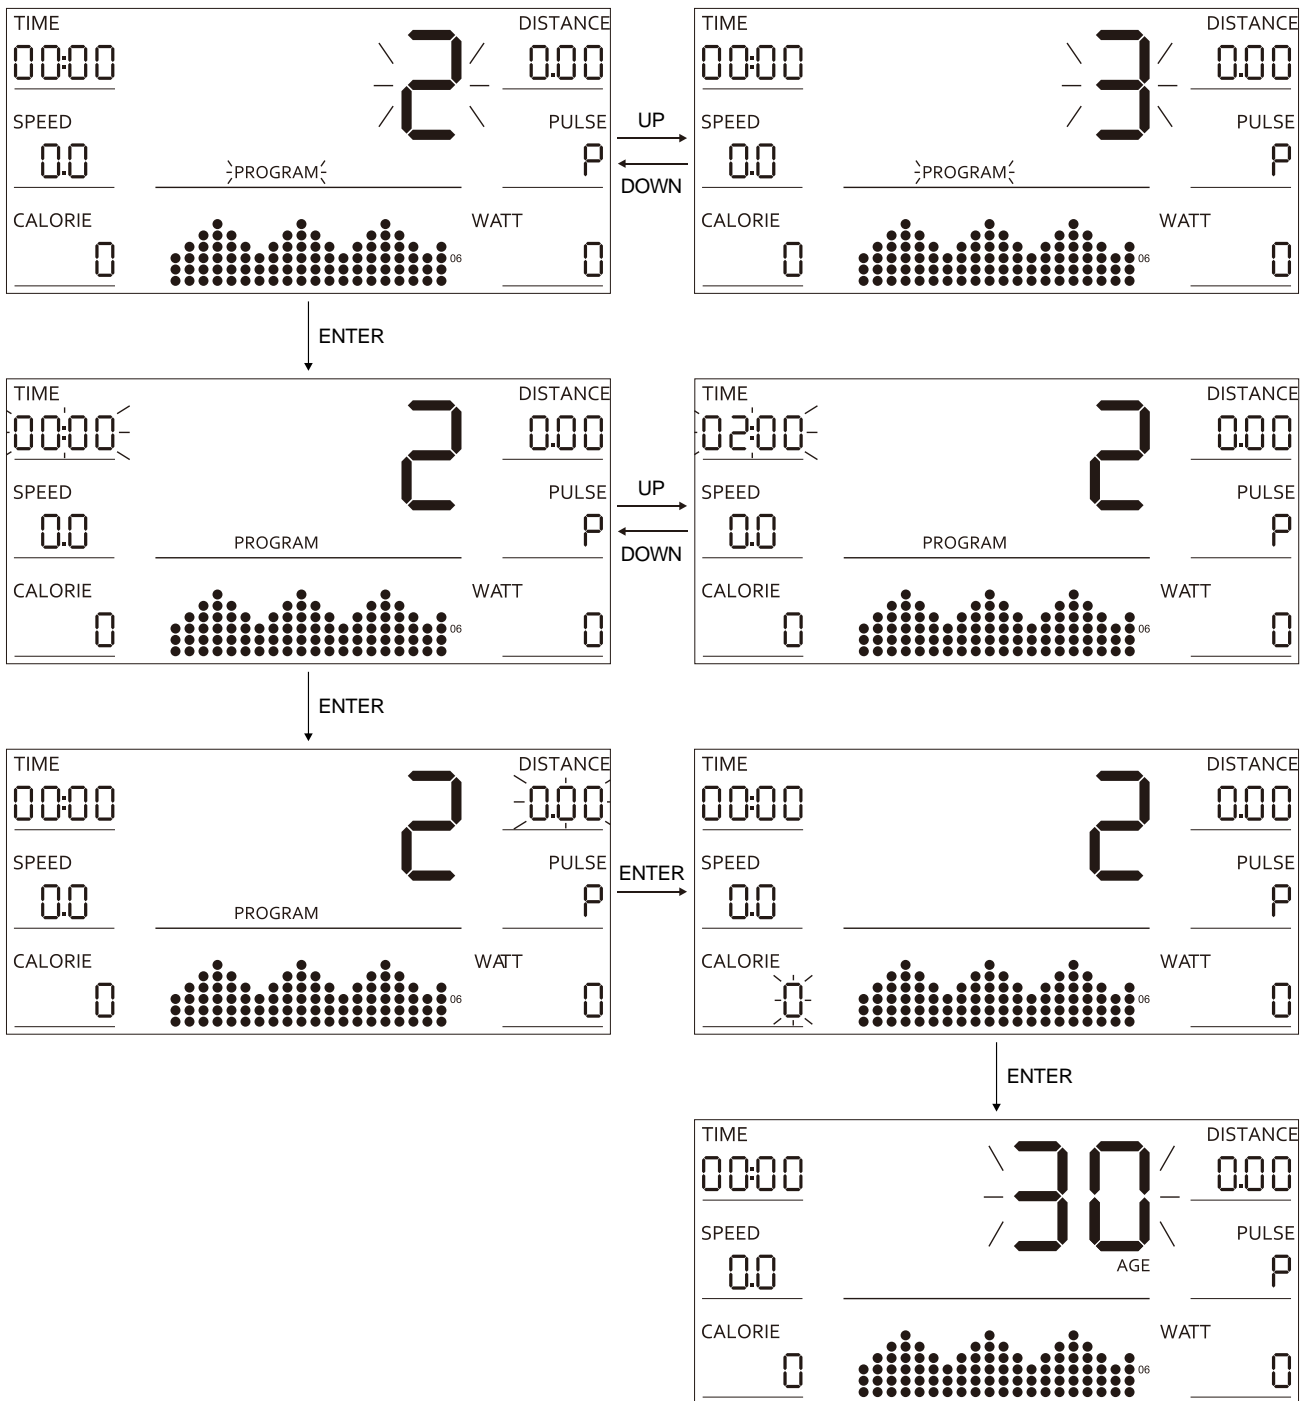 TIME DISTANCE
00:00 2 0.00
SPEED PULSE
0.0 P
PROGRAM
CALORIE WATT
0 06 0
UP
DOWN
TIME DISTANCE
00:00 3 0.00
SPEED PULSE
0.0 P
PROGRAM
CALORIE WATT
0 06 0
ENTER
TIME DISTANCE
00:00 2 0.00
SPEED PULSE
0.0 P
PROGRAM
CALORIE WATT
0 06 0
UP
DOWN
TIME DISTANCE
02:00 2 0.00
SPEED PULSE
0.0 P
PROGRAM
CALORIE WATT
0 06 0
ENTER
TIME DISTANCE
00:00 2 0.00
SPEED PULSE
0.0 P
PROGRAM
CALORIE WATT
0 06 0
ENTER
TIME DISTANCE
00:00 2 0.00
SPEED PULSE
0.0 P
CALORIE WATT
0 06 0
ENTER
TIME DISTANCE
00:00 30 0.00
SPEED PULSE
AGE
0.0 P
CALORIE WATT
0 06 0